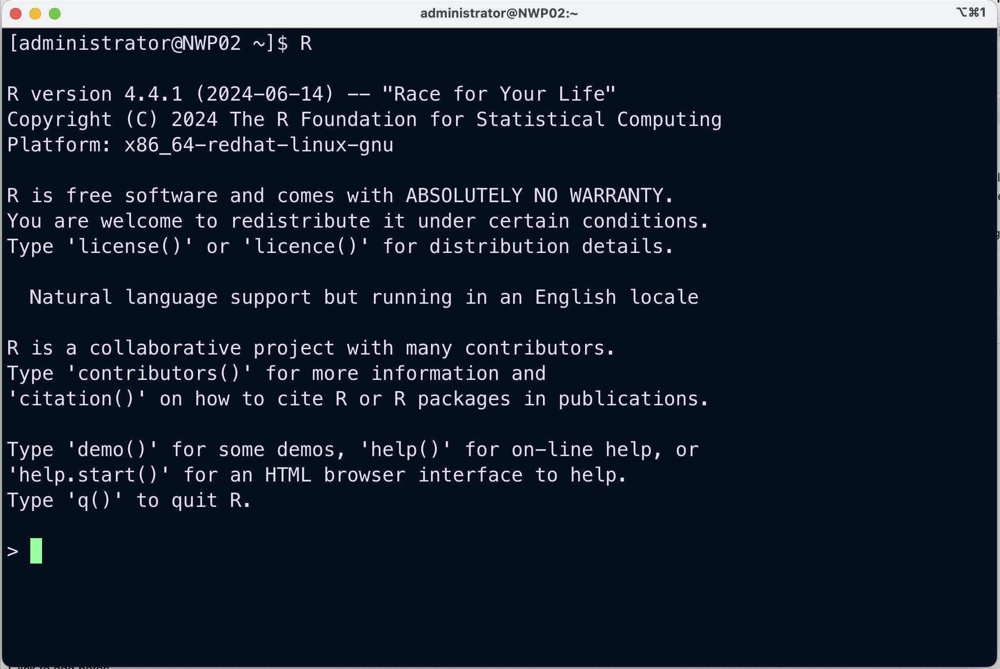 administrator@NWP02:~
⌥⌘1
[administrator@NWP02 ~]$ R
R version 4.4.1 (2024-06-14) -- "Race for Your Life"
Copyright (C) 2024 The R Foundation for Statistical Computing
Platform: x86_64-redhat-linux-gnu
R is free software and comes with ABSOLUTELY NO WARRANTY.
You are welcome to redistribute it under certain conditions.
Type 'license()' or 'licence()' for distribution details.
Natural language support but running in an English locale
R is a collaborative project with many contributors.
Type 'contributors()' for more information and
'citation()' on how to cite R or R packages in publications.
Type 'demo()' for some demos, 'help()' for on-line help, or
'help.start()' for an HTML browser interface to help.
Type 'q()' to quit R.
>